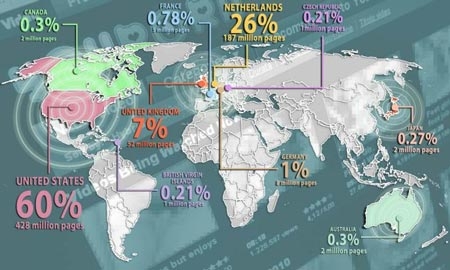 CANADA
0.3%
2 million pages
FRANCE
0.78%
NETHERLANDS
26%
187 million pages
CZECH REPUBLIC
0.21%
1 million pages
UNITED KINGDOM
7%
52 million pages
JAPAN
0.27%
2 million pages
UNITED STATES
60%
428 million pages
BRITISH VIRGIN
ISLANDS
0.21%
1 million pages
GERMANY
1%
8 million pages
AUSTRALIA
0.3%
2 million pages
2010